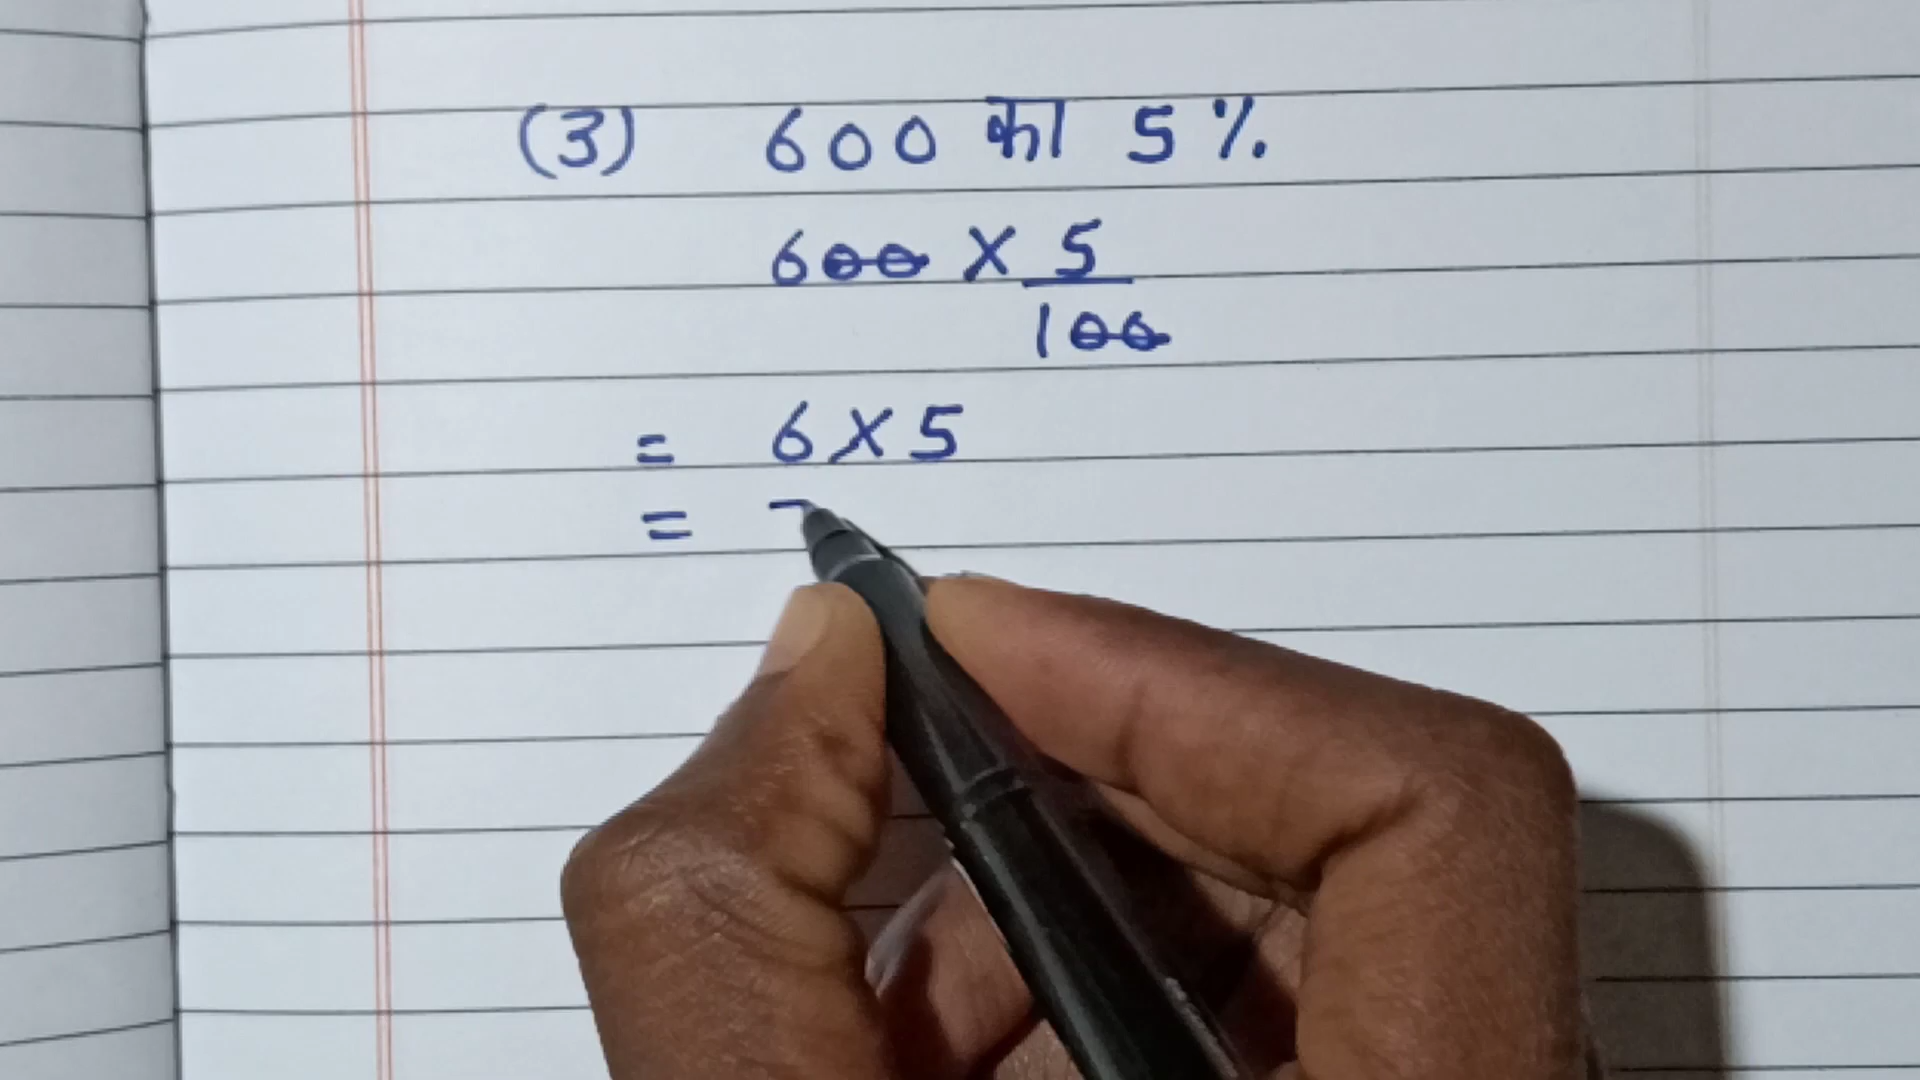 (3) 600 का 5%
600 × 5
100
= 6×5
=